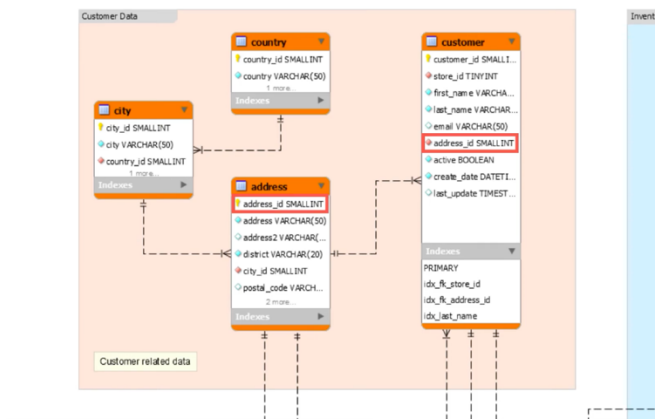 Customer Data
Invent
country
country_id SMALLINT
country VARCHAR(50)
1 more...
Indexes
customer
customer_id SMALLI...
store_id TINYINT
first_name VARCHA...
last_name VARCHAR...
email VARCHAR(50)
address_id SMALLINT
active BOOLEAN
create_date DATETI...
last_update TIMEST...
Indexes
PRIMARY
idx_fk_store_id
idx_fk_address_id
idx_last_name
city
city_id SMALLINT
city VARCHAR(50)
country_id SMALLINT
1 more...
Indexes
address
address_id SMALLINT
address VARCHAR(50)
address2 VARCHAR(...
district VARCHAR(20)
city_id SMALLINT
postal_code VARCH...
2 more...
Indexes
Customer related data